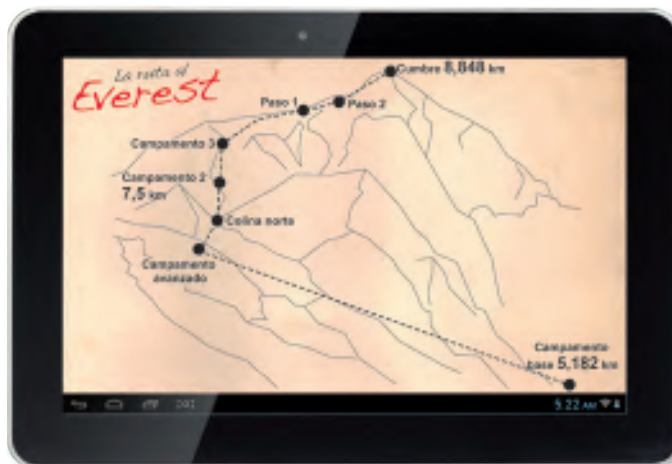 La ruta al
Everest
Cumbre 8,848 km
Paso 1
Paso 2
Campamento 3
Campamento 2
7,5 km
Colina norte
Campamento
avanzado
Campamento
base 5,182 km
5:22 AM